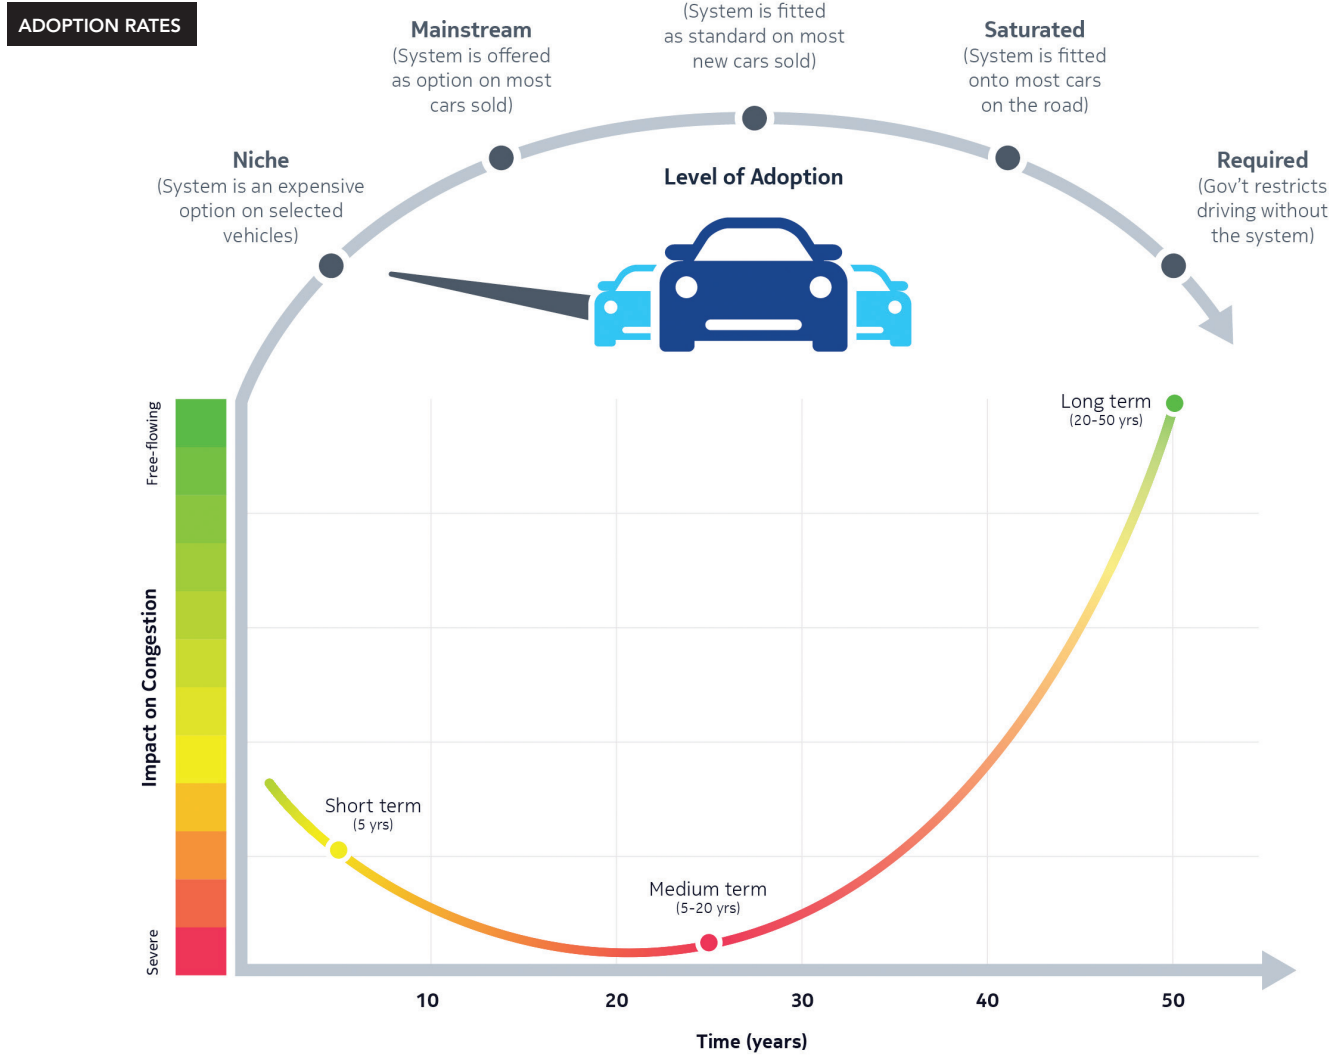 ADOPTION RATES
Mainstream
(System is offered
as option on most
cars sold)
(System is fitted
as standard on most
new cars sold)
Saturated
(System is fitted
onto most cars
on the road)
Niche
(System is an expensive
option on selected
vehicles)
Required
(Gov't restricts
driving without
the system)
Level of Adoption
Free-flowing
Impact on Congestion
Severe
Long term
(20-50 yrs)
Short term
(5 yrs)
Medium term
(5-20 yrs)
10
20
30
40
50
Time (years)